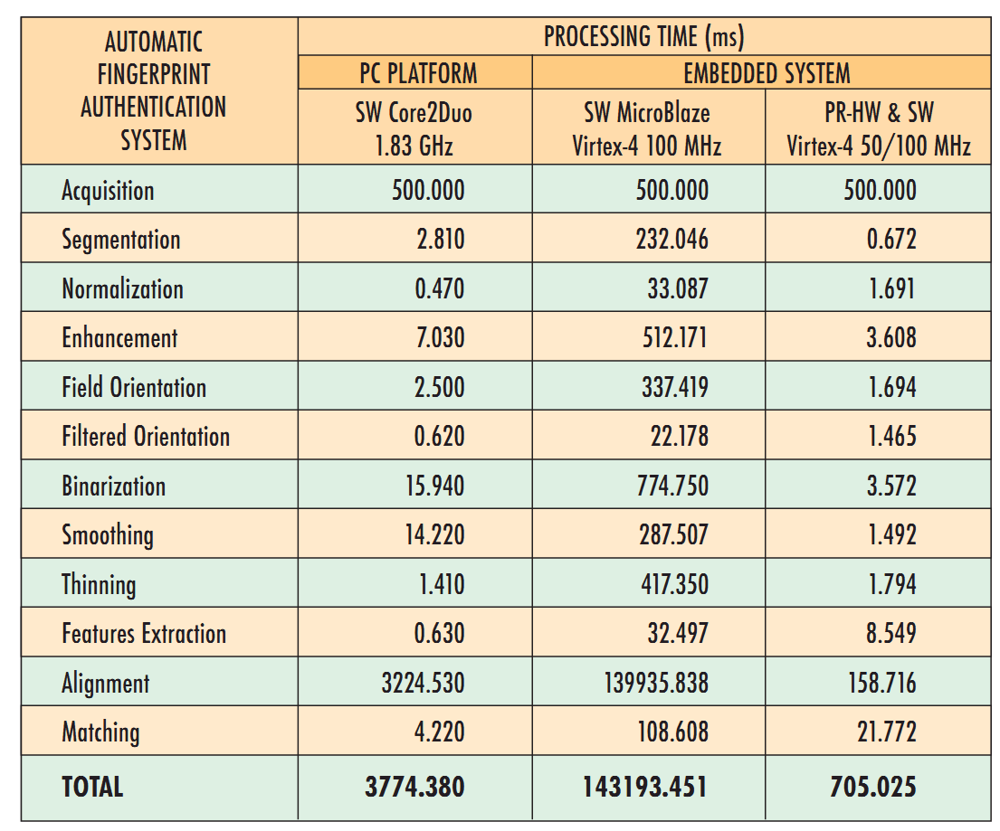 AUTOMATIC
FINGERPRINT
AUTHENTICATION
SYSTEM
PROCESSING TIME (ms)
PC PLATFORM
EMBEDDED SYSTEM
SW Core2Duo
1.83 GHz
SW MicroBlaze
Virtex-4 100 MHz
PR-HW & SW
Virtex-4 50/100 MHz
Acquisition 500.000 500.000 500.000
Segmentation 2.810 232.046 0.672
Normalization 0.470 33.087 1.691
Enhancement 7.030 512.171 3.608
Field Orientation 2.500 337.419 1.694
Filtered Orientation 0.620 22.178 1.465
Binarization 15.940 774.750 3.572
Smoothing 14.220 287.507 1.492
Thinning 1.410 417.350 1.794
Features Extraction 0.630 32.497 8.549
Alignment 3224.530 139935.838 158.716
Matching 4.220 108.608 21.772
TOTAL 3774.380 143193.451 705.025